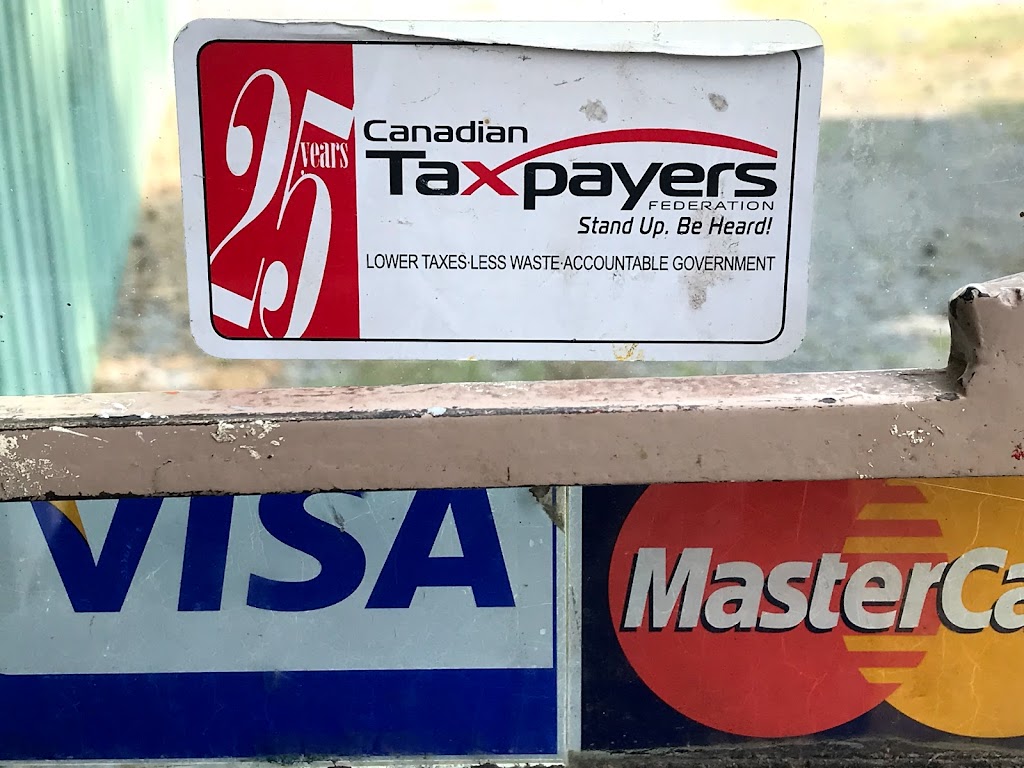 25 years
Canadian
Taxpayers
FEDERATION
Stand Up. Be Heard!
LOWER TAXES·LESS WASTE·ACCOUNTABLE GOVERNMENT
VISA
MasterCa